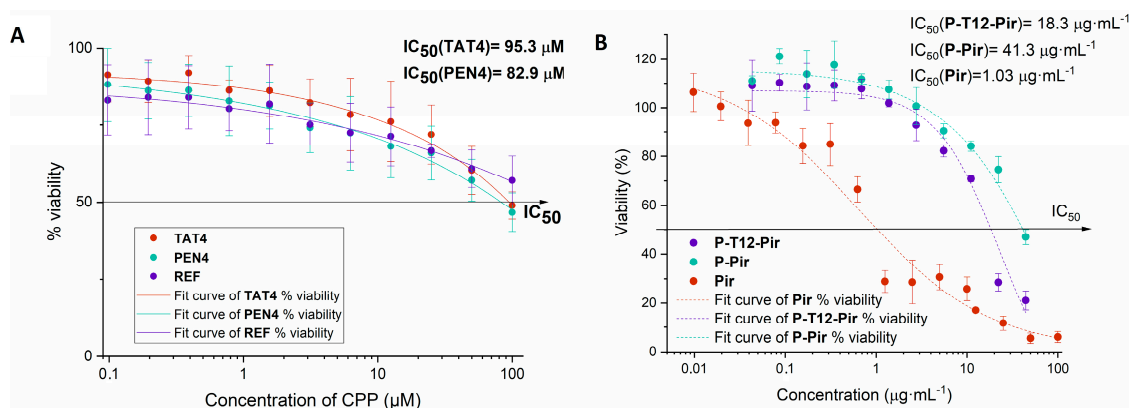 A
IC50(TAT4)= 95.3 µM
IC50(PEN4)= 82.9 µM
100
50
0
% viability
IC50
TAT4
PEN4
REF
Fit curve of TAT4 % viability
Fit curve of PEN4 % viability
Fit curve of REF % viability
0.1
1
10
100
Concentration of CPP (µM)
B
IC50(P-T12-Pir)= 18.3 µg·mL-1
IC60(P-Pir)= 41.3 µg·mL-1
IC50(Pir)=1.03 µg·mL-1
140
120
100
80
60
40
20
0
Viability (%)
IC50
P-T12-Pir
P-Pir
Pir
Fit curve of Pir % viability
Fit curve of P-T12-Pir % viability
Fit curve of P-Pir % viability
0.01
0.1
1
10
100
Concentration (µg·mL-1)